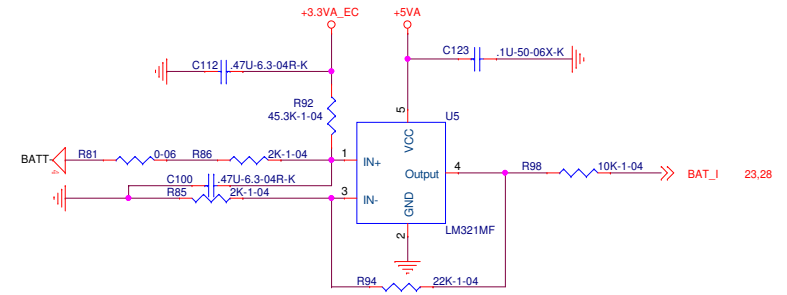 +3.3VA_EC +5VA
C112 .47U-6.3-04R-K C123 .1U-50-06X-K
R92
45.3K-1-04
5 U5
VCC
BATT R81 0-06 R86 2K-1-04 1 IN+
Output 4 R98 10K-1-04 BAT_I 23,28
C100 .47U-6.3-04R-K
R85 2K-1-04 3 IN-
GND
2 LM321MF
R94 22K-1-04